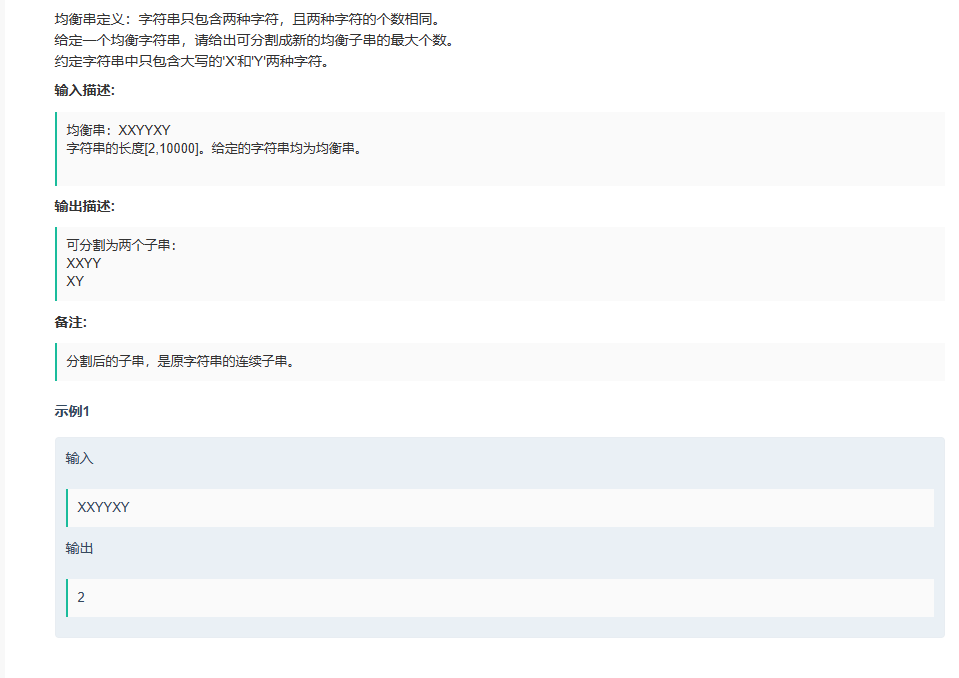 均衡串定义：字符串只包含两种字符，且两种字符的个数相同。
给定一个均衡字符串，请给出可分割成新的均衡子串的最大个数。
约定字符串中只包含大写的'X'和'Y'两种字符。
输入描述:
均衡串：XXYYXY
字符串的长度[2,10000]。给定的字符串均为均衡串。
输出描述:
可分割为两个子串：
XXYY
XY
备注:
分割后的子串，是原字符串的连续子串。
示例1
输入
XXYYXY
输出
2